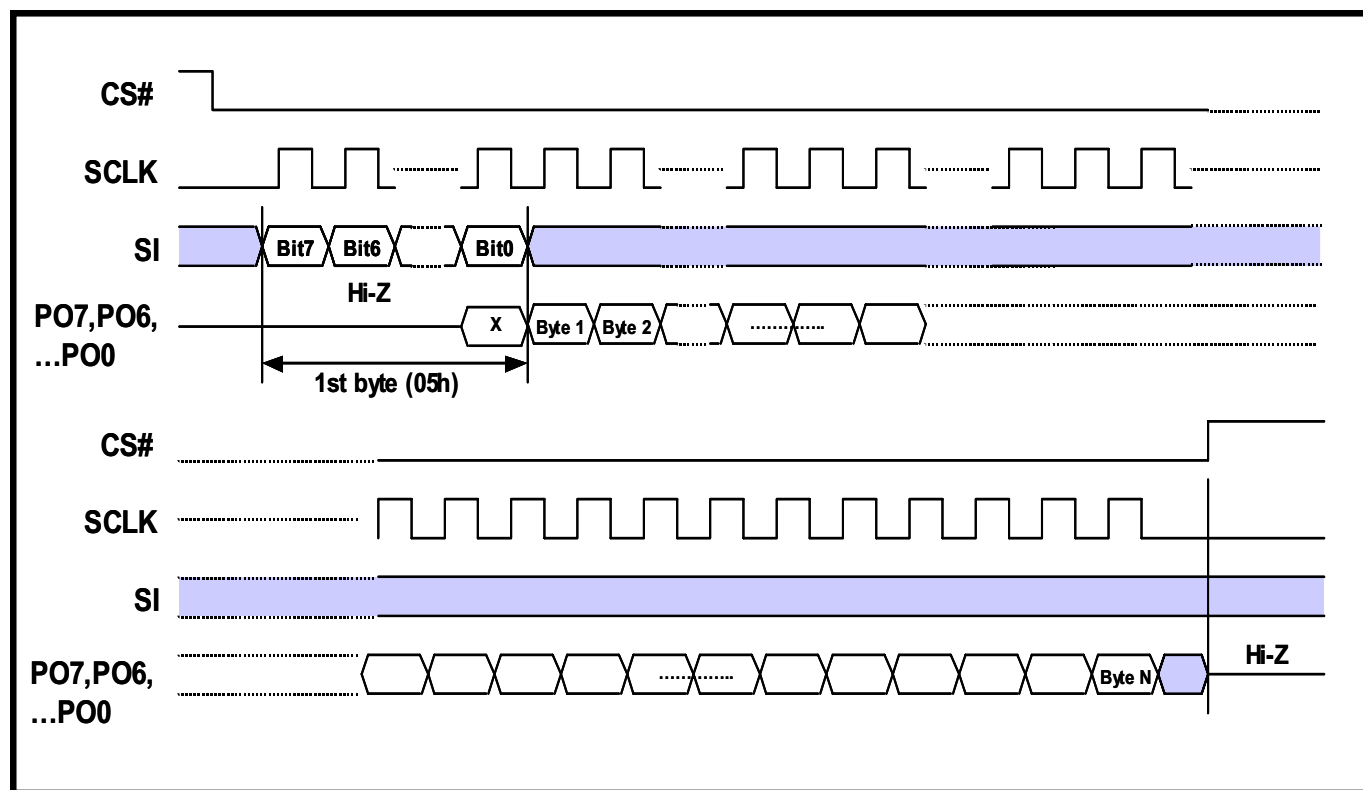 CS#
SCLK
SI
Bit7 Bit6 Bit0
Hi-Z
PO7,PO6,
...PO0
X Byte 1 Byte 2
1st byte (05h)
CS#
SCLK
SI
PO7,PO6,
...PO0
Byte N
Hi-Z